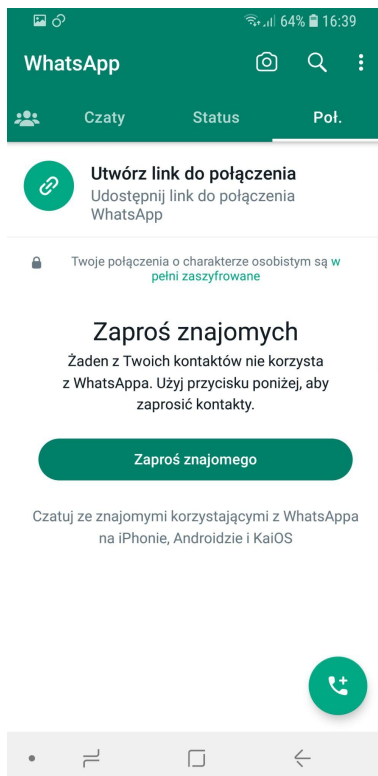 64% 16:39
WhatsApp
Czaty Status Poł.
Utwórz link do połączenia
Udostępnij link do połączenia
WhatsApp
Twoje połączenia o charakterze osobistym są w
pełni zaszyfrowane
Zaproś znajomych
Żaden z Twoich kontaktów nie korzysta
z WhatsAppa. Użyj przycisku poniżej, aby
zaprosić kontakty.
Zaproś znajomego
Czatuj ze znajomymi korzystającymi z WhatsAppa
na iPhonie, Androidzie i KaiOS